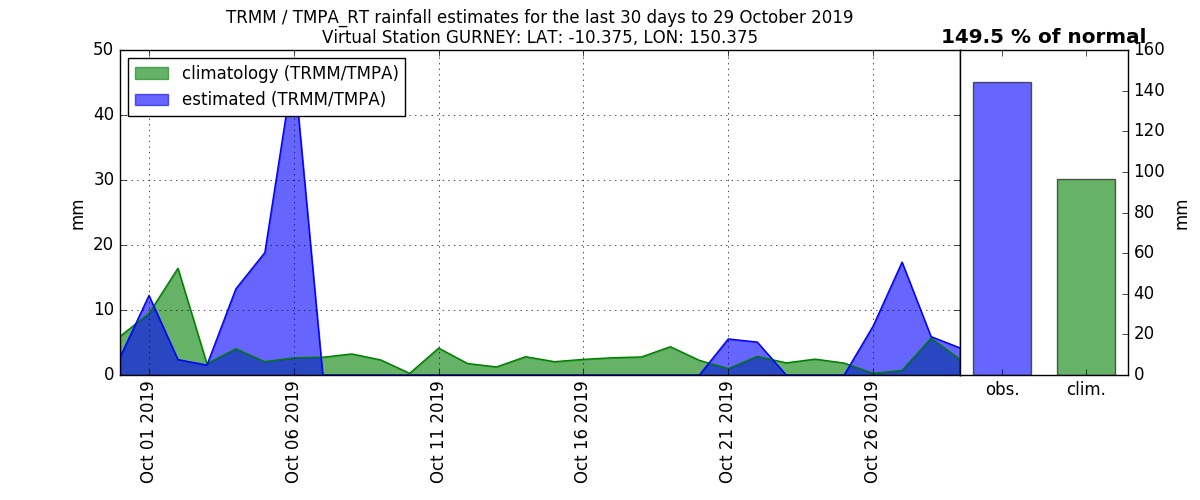 TRMM / TMPA_RT rainfall estimates for the last 30 days to 29 October 2019
Virtual Station GURNEY: LAT: -10.375, LON: 150.375
149.5 % of normal
climatology (TRMM/TMPA)
estimated (TRMM/TMPA)
50
40
30
20
10
0
mm
Oct 01 2019
Oct 06 2019
Oct 11 2019
Oct 16 2019
Oct 21 2019
Oct 26 2019
obs.
clim.
160
140
120
100
80
60
40
20
0
mm